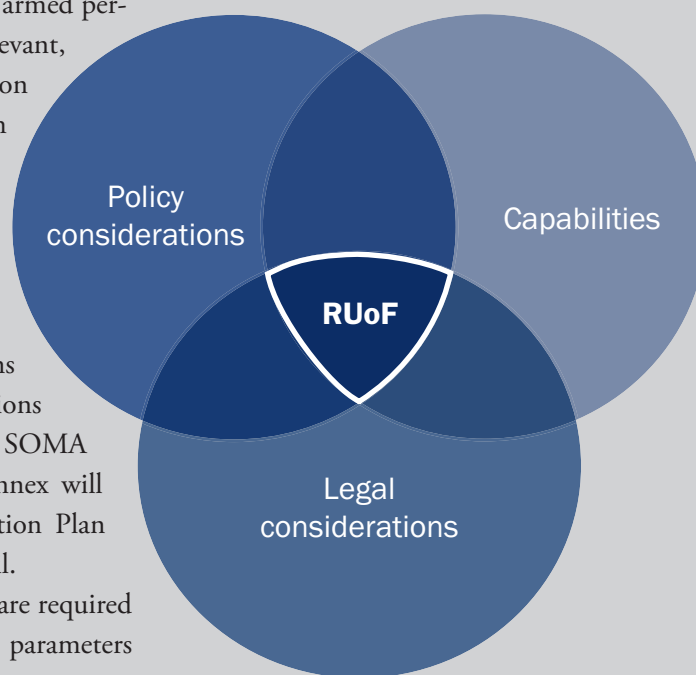 armed per-
evant,
on
Policy
considerations
Capabilities
RUoF
ns
ions
SOMA
nnex will
tion Plan
l.
are required
parameters
Legal
considerations